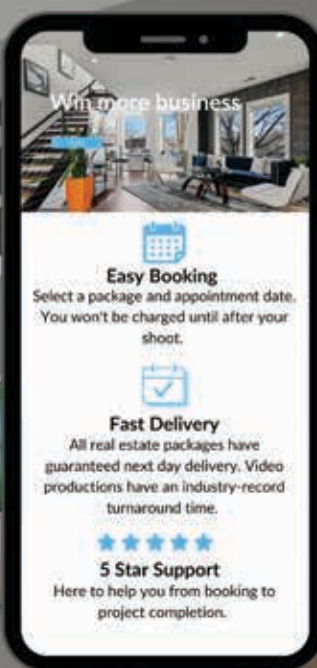 Win more business
Easy Booking
Select a package and appointment date.
You won't be charged until after your
shoot.
Fast Delivery
All real estate packages have
guaranteed next day delivery. Video
productions have an industry-record
turnaround time.
5 Star Support
Here to help you from booking to
project completion.